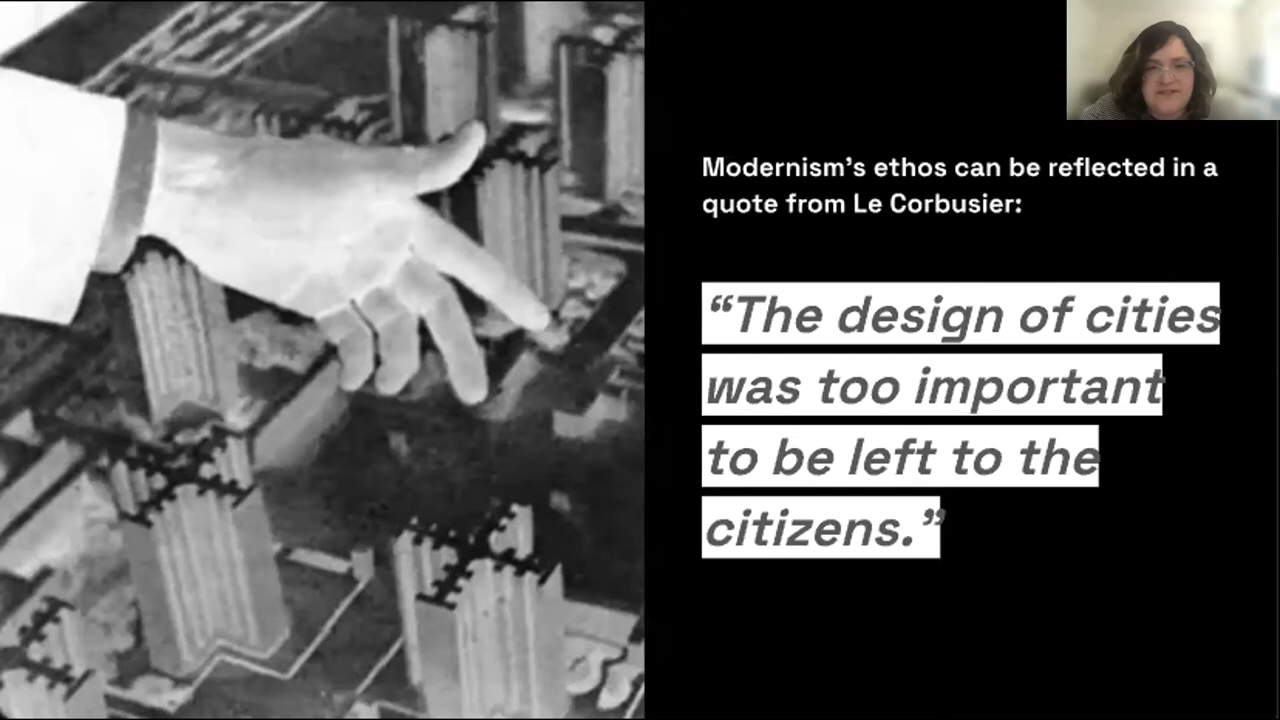 Modernism’s ethos can be reflected in a
quote from Le Corbusier:
“The design of cities
was too important
to be left to the
citizens.”